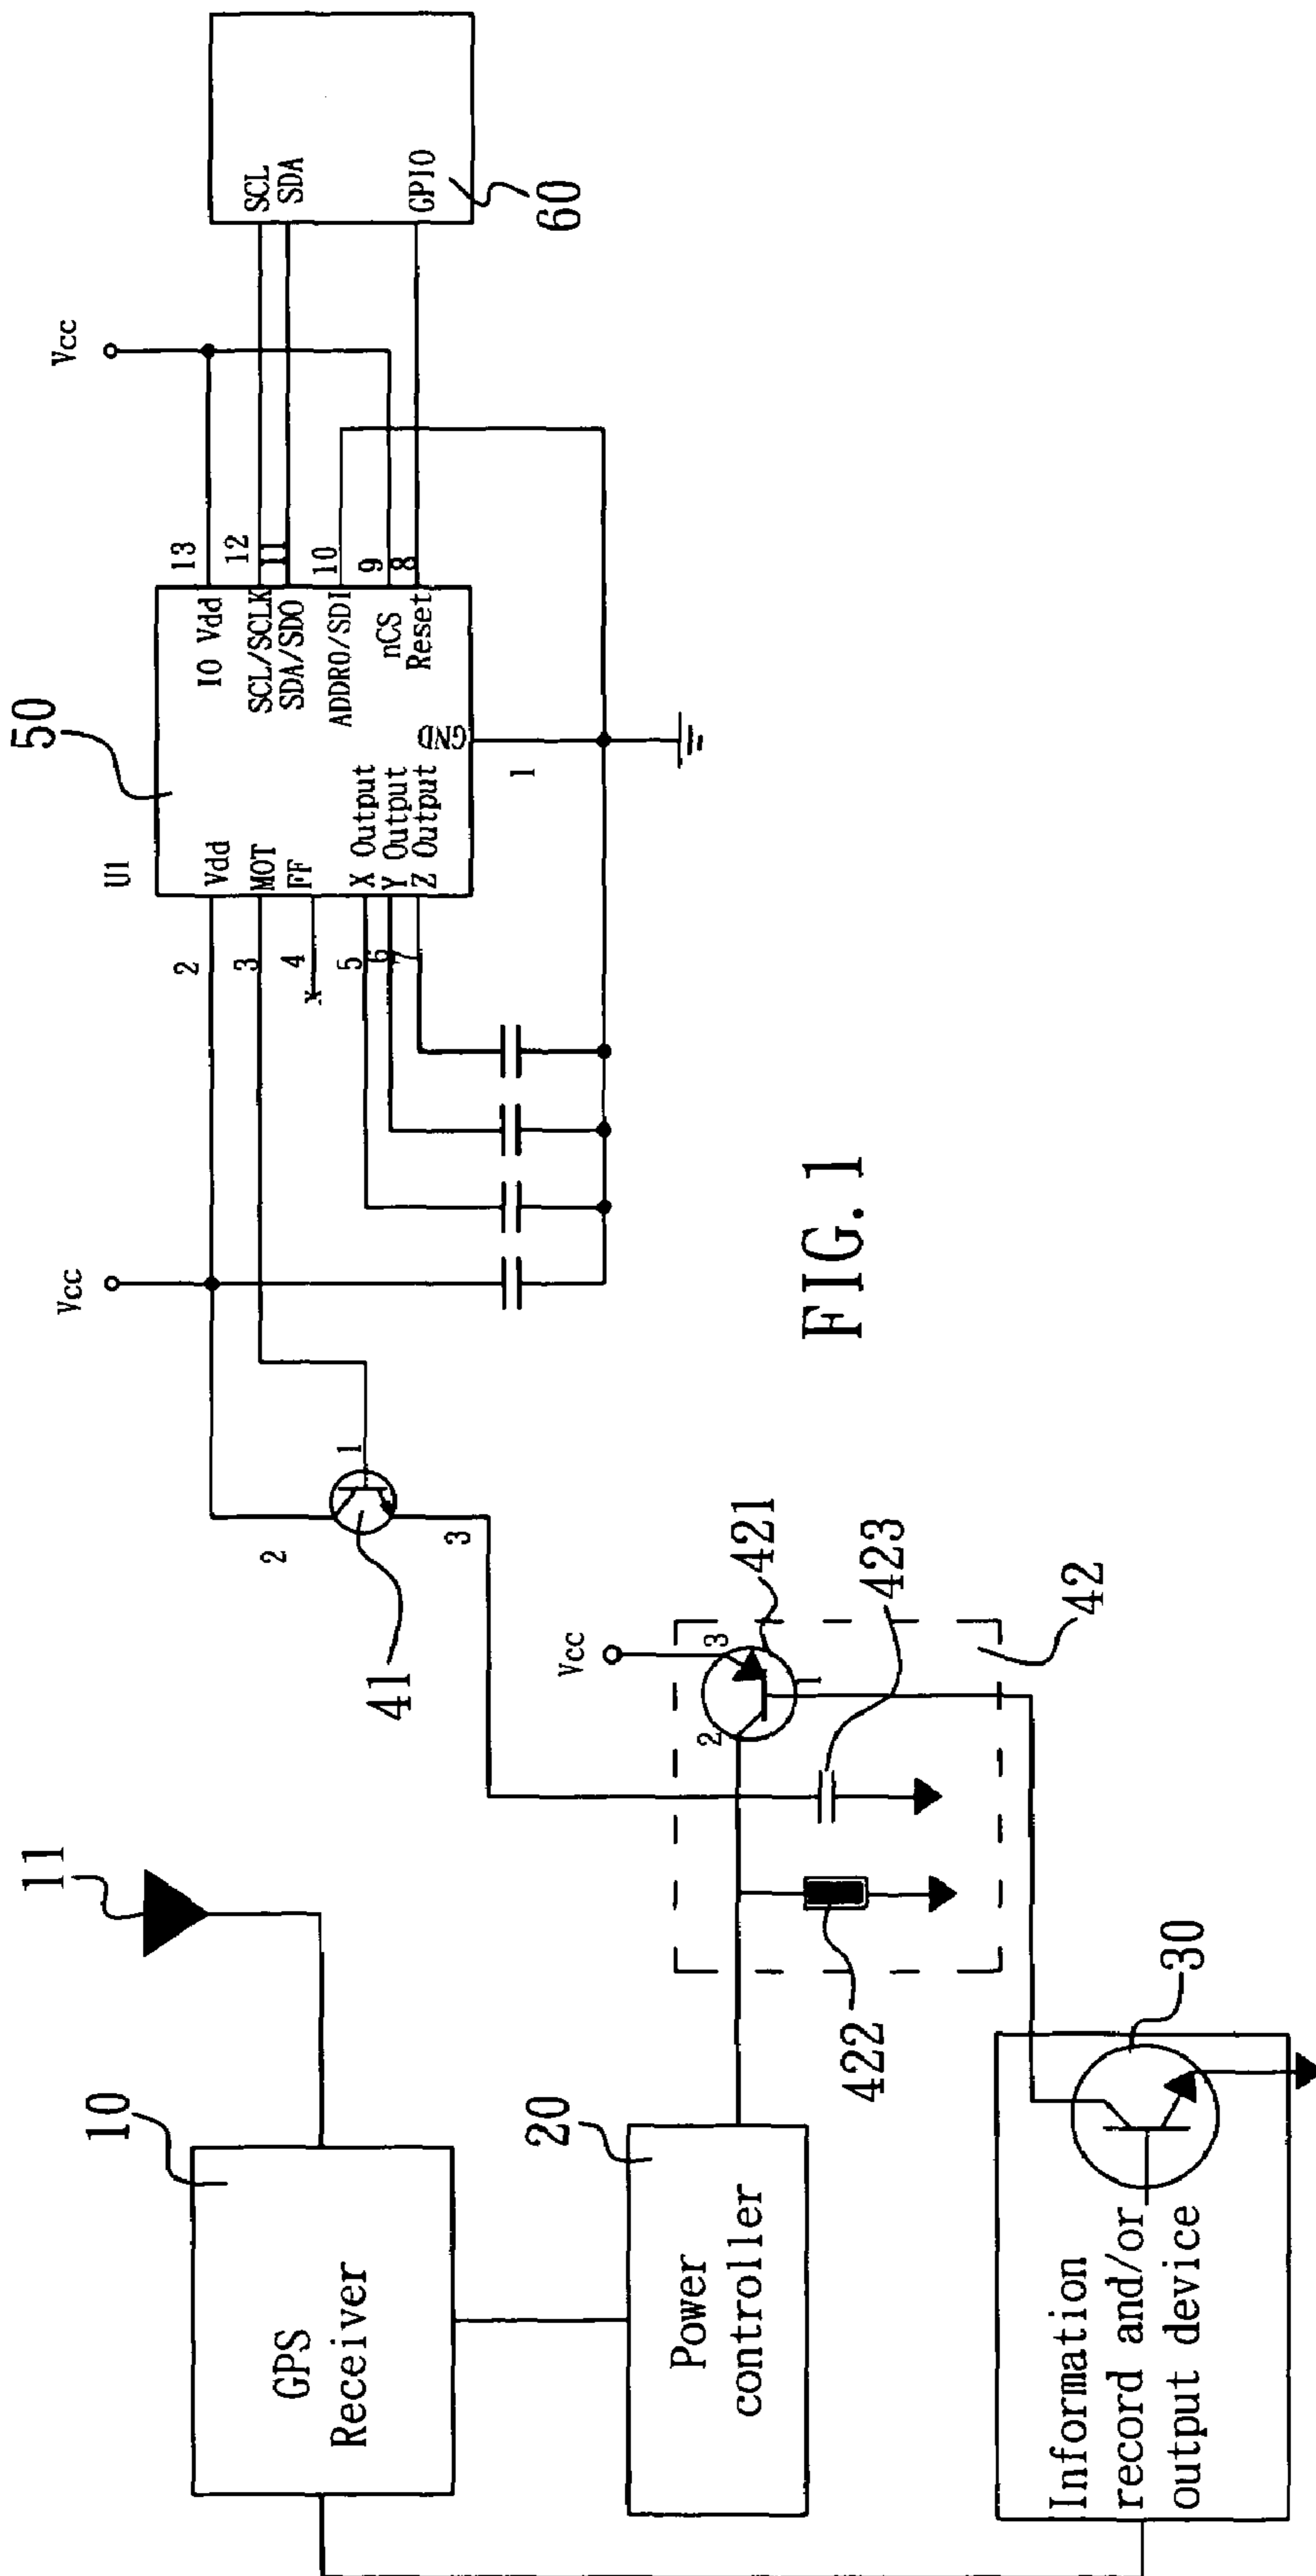 50
U1
Vcc
Vcc
2
3
4
x
5
6
7
Vdd
MOT
FF
X Output
Y Output
Z Output
GND
1
IO Vdd
SCL/SCLK
SDA/SDO
ADDR0/SDI
nCS
Reset
13
12
11
10
9
8
SCL
SDA
GPIO
60
1
2
3
41
11
10
GPS
Receiver
20
Power
controller
Vcc
3
2
1
421
423
422
42
30
Information
record and/or
output device
FIG. 1